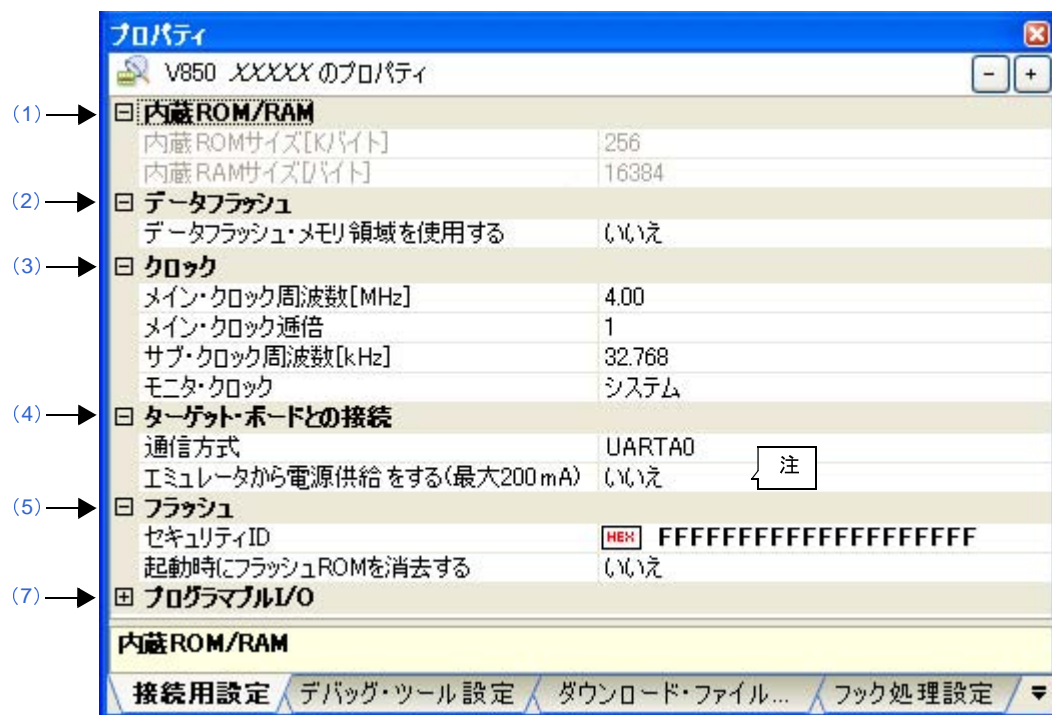 プロパティ
V850 XXXXX のプロパティ
- +
(1) 内蔵ROM/RAM
内蔵ROMサイズ[Kバイト] 256
内蔵RAMサイズ[バイト] 16384
(2) データフラッシュ
データフラッシュ・メモリ領域を使用する いいえ
(3) クロック
メイン・クロック周波数[MHz] 4.00
メイン・クロック逓倍 1
サブ・クロック周波数[kHz] 32.768
モニタ・クロック システム
(4) ターゲット・ボードとの接続
通信方式 UARTA0
エミュレータから電源供給をする(最大200mA) いいえ 注
(5) フラッシュ
セキュリティID HEX FFFFFFFFFFFFFFFFFFFF
起動時にフラッシュROMを消去する いいえ
(7) プログラマブルI/O
内蔵ROM/RAM
接続用設定 デバッグ・ツール設定 ダウンロード・ファイル... フック処理設定